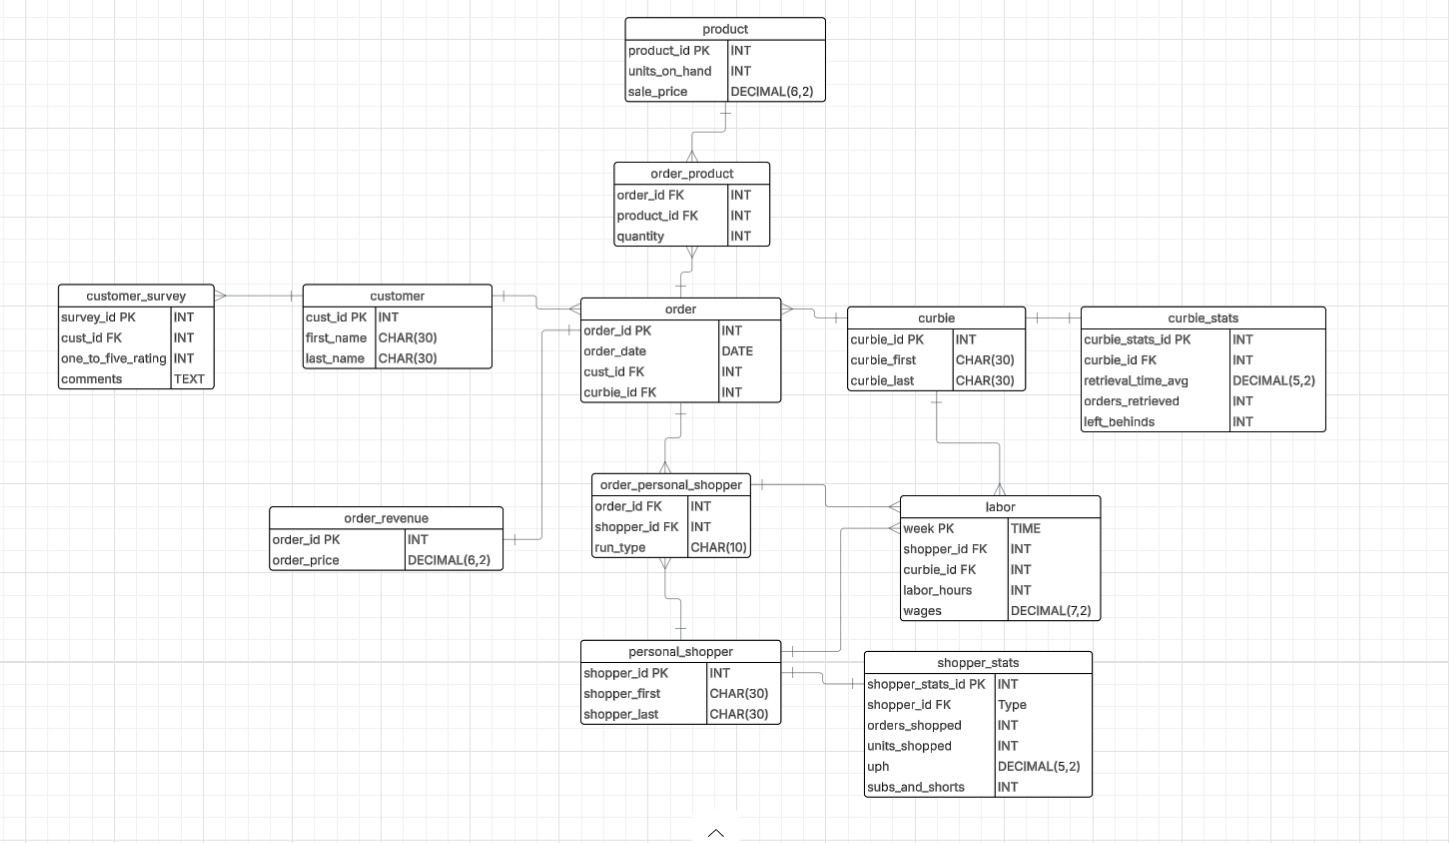 product
product_id PK INT
units_on_hand INT
sale_price DECIMAL(6,2)
order_product
order_id FK INT
product_id FK INT
quantity INT
customer_survey
survey_id PK INT
cust_id FK INT
one_to_five_rating INT
comments TEXT
customer
cust_id PK INT
first_name CHAR(30)
last_name CHAR(30)
order
order_id PK INT
order_date DATE
cust_id FK INT
curbie_id FK INT
curbie
curbie_id PK INT
curbie_first CHAR(30)
curbie_last CHAR(30)
curbie_stats
curbie_stats_id PK INT
curbie_id FK INT
retrieval_time_avg DECIMAL(5,2)
orders_retrieved INT
left_behinds INT
order_revenue
order_id PK INT
order_price DECIMAL(6,2)
order_personal_shopper
order_id FK INT
shopper_id FK INT
run_type CHAR(10)
labor
week PK TIME
shopper_id FK INT
curbie_id FK INT
labor_hours INT
wages DECIMAL(7,2)
personal_shopper
shopper_id PK INT
shopper_first CHAR(30)
shopper_last CHAR(30)
shopper_stats
shopper_stats_id PK INT
shopper_id FK Type
orders_shopped INT
units_shopped INT
uph DECIMAL(5,2)
subs_and_shorts INT